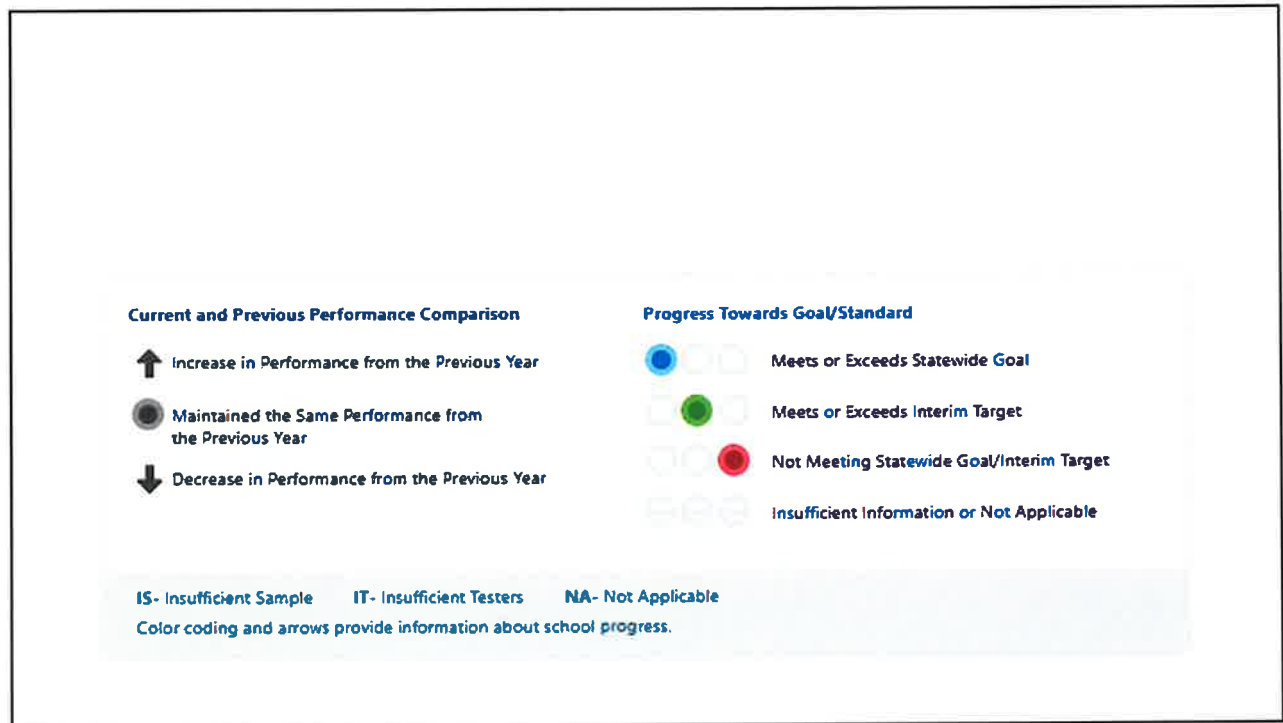 Current and Previous Performance Comparison
Increase in Performance from the Previous Year
Maintained the Same Performance from
the Previous Year
Decrease in Performance from the Previous Year
Progress Towards Goal/Standard
Meets or Exceeds Statewide Goal
Meets or Exceeds Interim Target
Not Meeting Statewide Goal/Interim Target
Insufficient Information or Not Applicable
IS- Insufficient Sample IT- Insufficient Testers NA- Not Applicable
Color coding and arrows provide information about school progress.